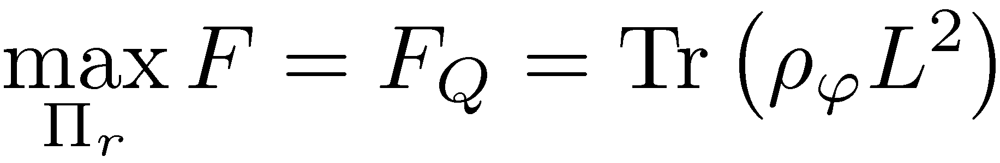 \max_{\Pi_r} F = F_Q = \mathrm{Tr}\left(\rho_\varphi L^2\right)